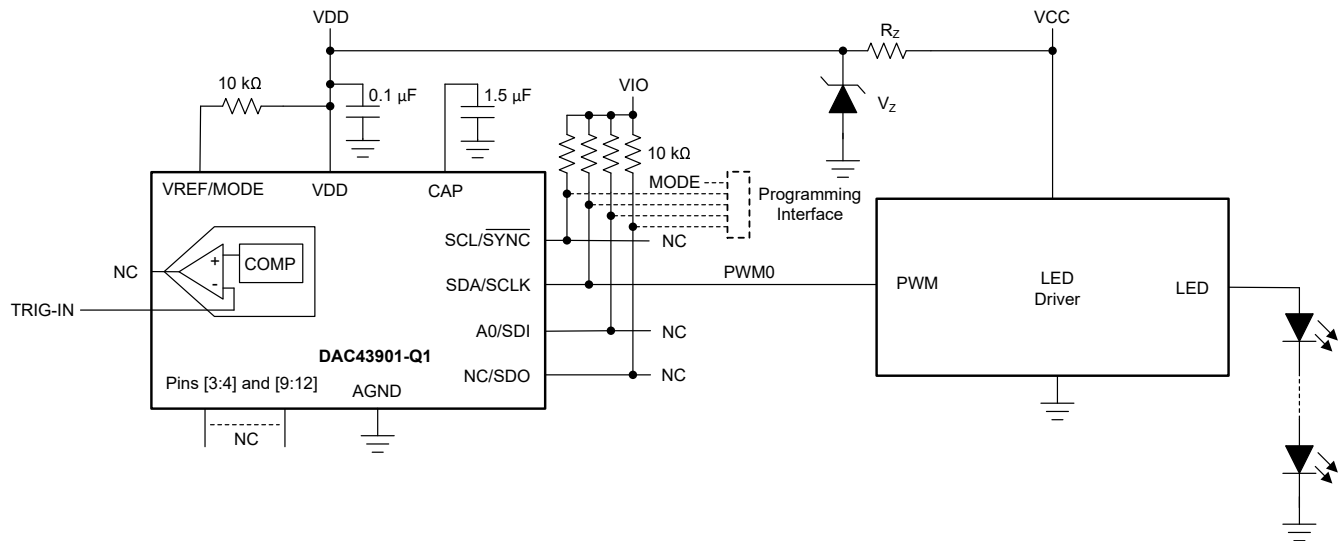 VDD
VCC
R_Z
10 kΩ
0.1 µF
1.5 µF
VIO
V_Z
10 kΩ
VREF/MODE
VDD
CAP
MODE
Programming
Interface
SCL/SYNC
NC
NC
COMP
+
-
SDA/SCLK
PWM0
PWM
LED
Driver
LED
TRIG-IN
A0/SDI
NC
DAC43901-Q1
NC/SDO
NC
Pins [3:4] and [9:12]
AGND
NC